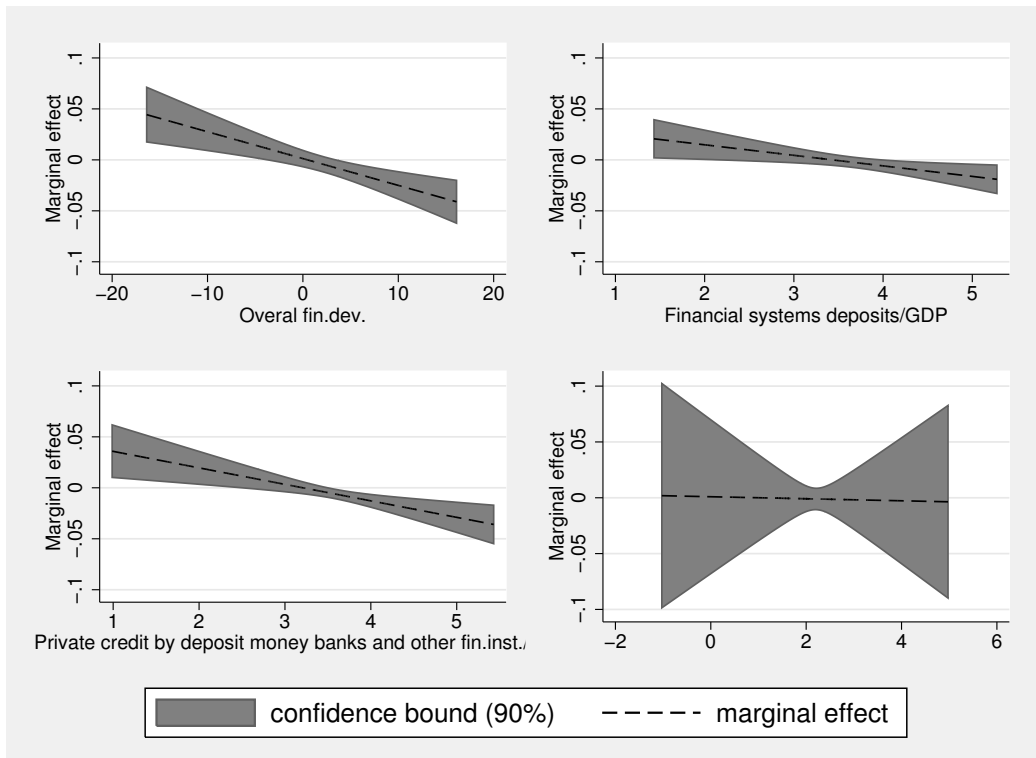 .1
.05
0
−.05
−.1
Marginal effect
−20 −10 0 10 20
Overal fin.dev.
.1
.05
0
−.05
−.1
Marginal effect
1 2 3 4 5
Financial systems deposits/GDP
.1
.05
0
−.05
−.1
Marginal effect
1 2 3 4 5
Private credit by deposit money banks and other fin.inst./
.1
.05
0
−.05
−.1
Marginal effect
−2 0 2 4 6
confidence bound (90%) marginal effect